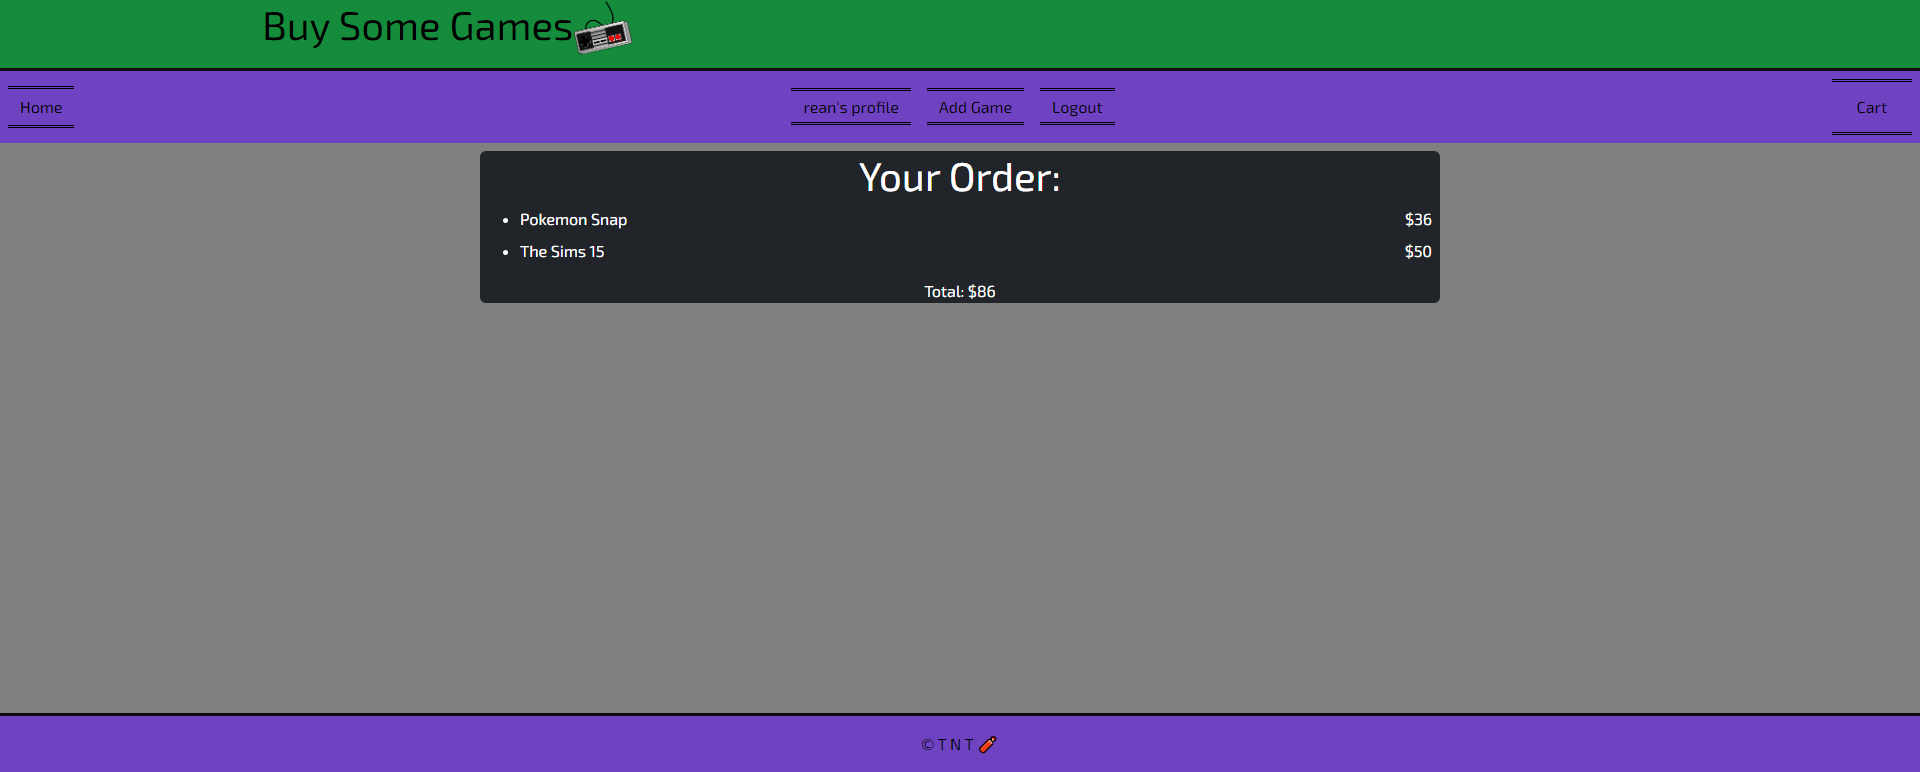 Buy Some Games
Home rean's profile Add Game Logout Cart
Your Order:
• Pokemon Snap $36
• The Sims 15 $50
Total: $86
© T N T